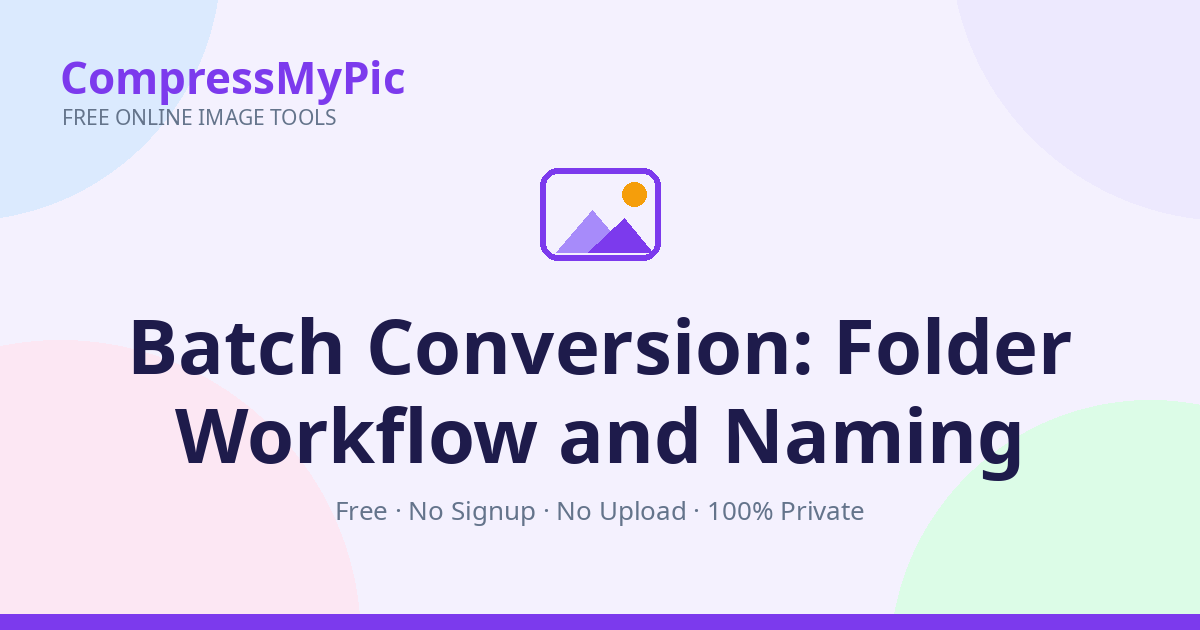 CompressMyPic
FREE ONLINE IMAGE TOOLS
Batch Conversion: Folder
Workflow and Naming
Free · No Signup · No Upload · 100% Private